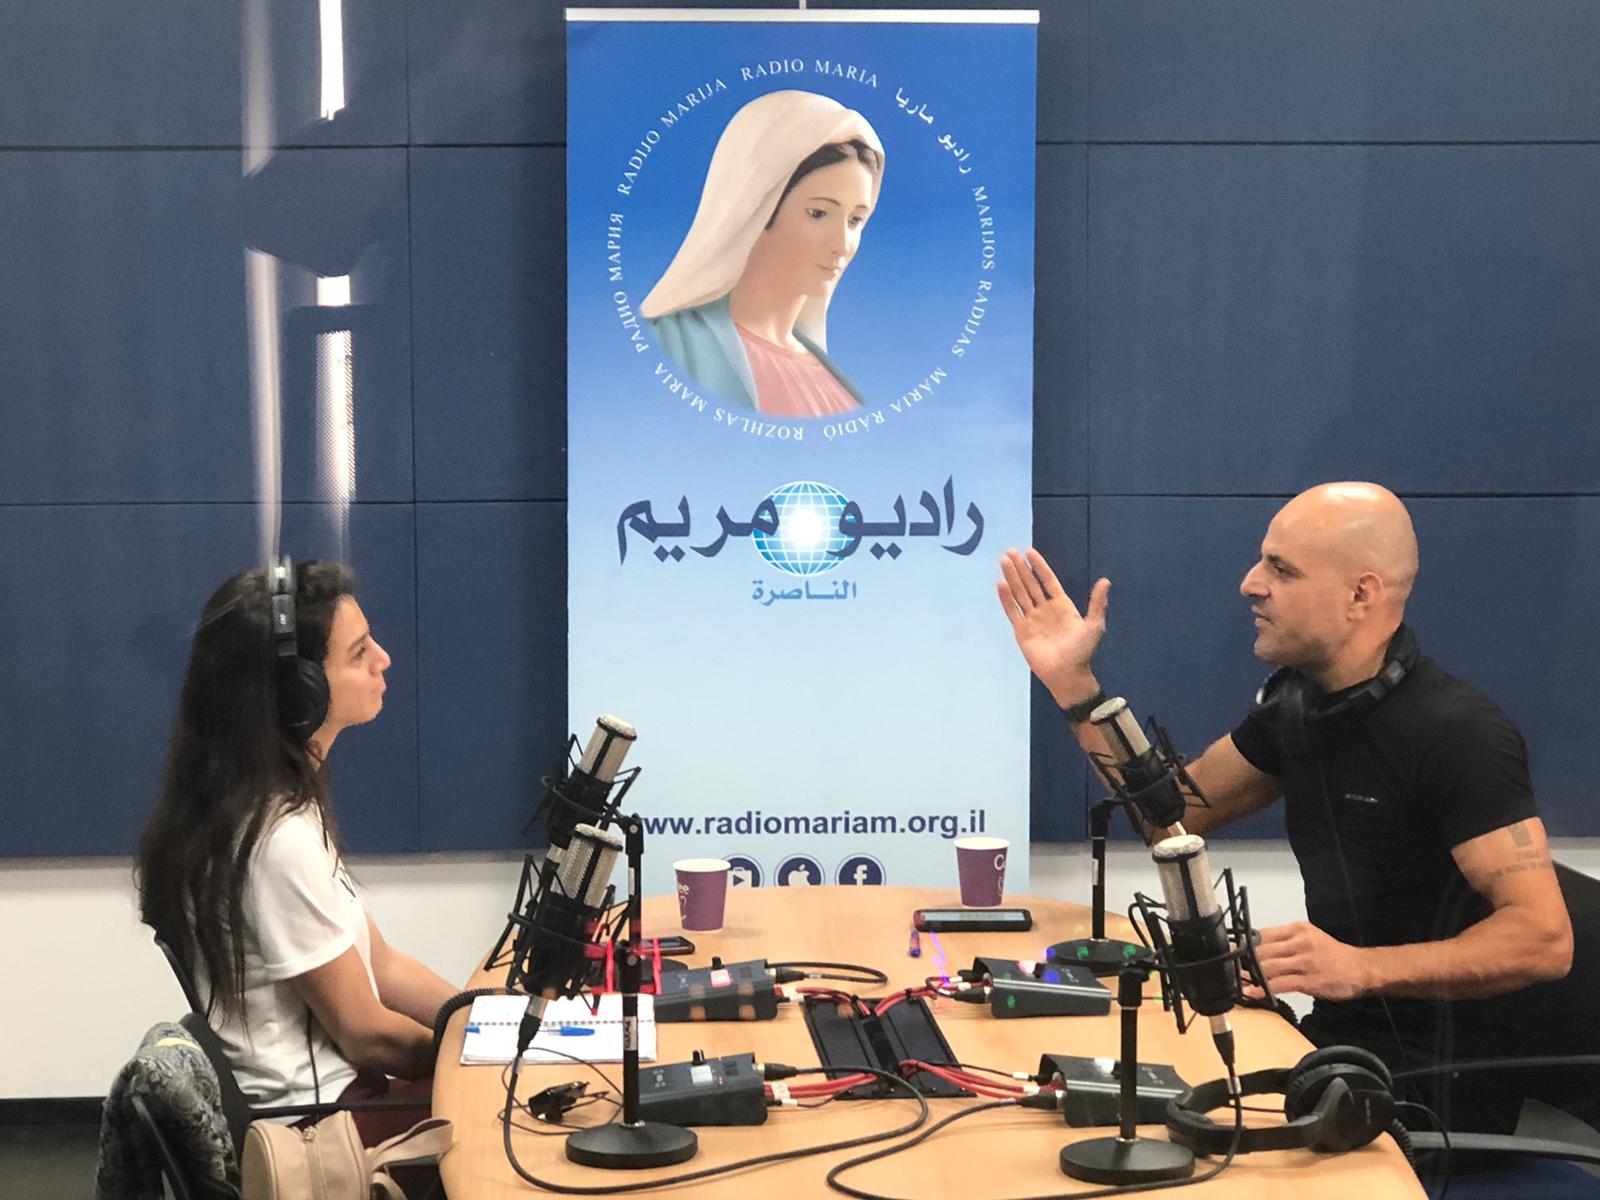 RADIO MARIA
راديو ماريا
MARIJOS RADIJAS
MÁRIA RÁDIÓ
ROZHLAS MARIA
РАДИО МАРИЯ
RADIJO MARIJA
راديو مريم
الناصرة
www.radiomariam.org.il